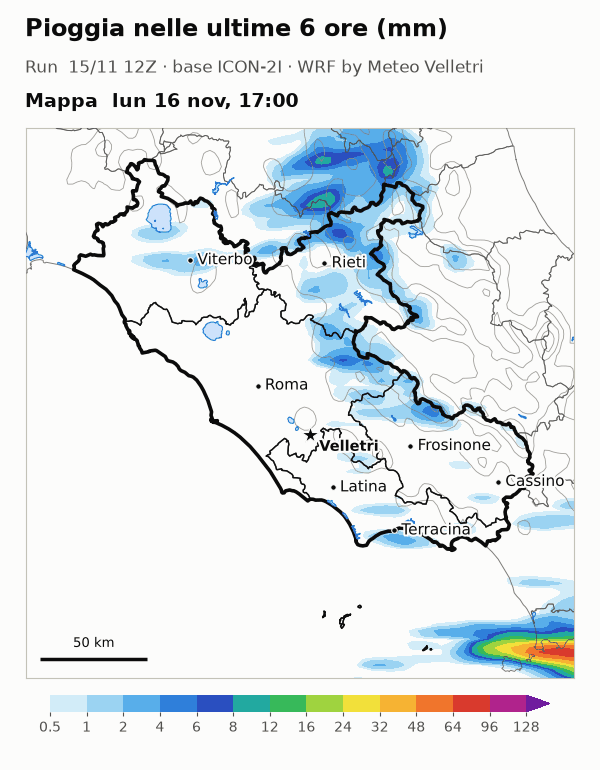 Pioggia nelle ultime 6 ore (mm)
Run  15/11 12Z · base ICON-2I · WRF by Meteo Velletri
Mappa  lun 16 nov, 17:00
Viterbo
Rieti
Roma
Velletri
Frosinone
Latina
Cassino
Terracina
50 km
0.5 1 2 4 6 8 12 16 24 32 48 64 96 128